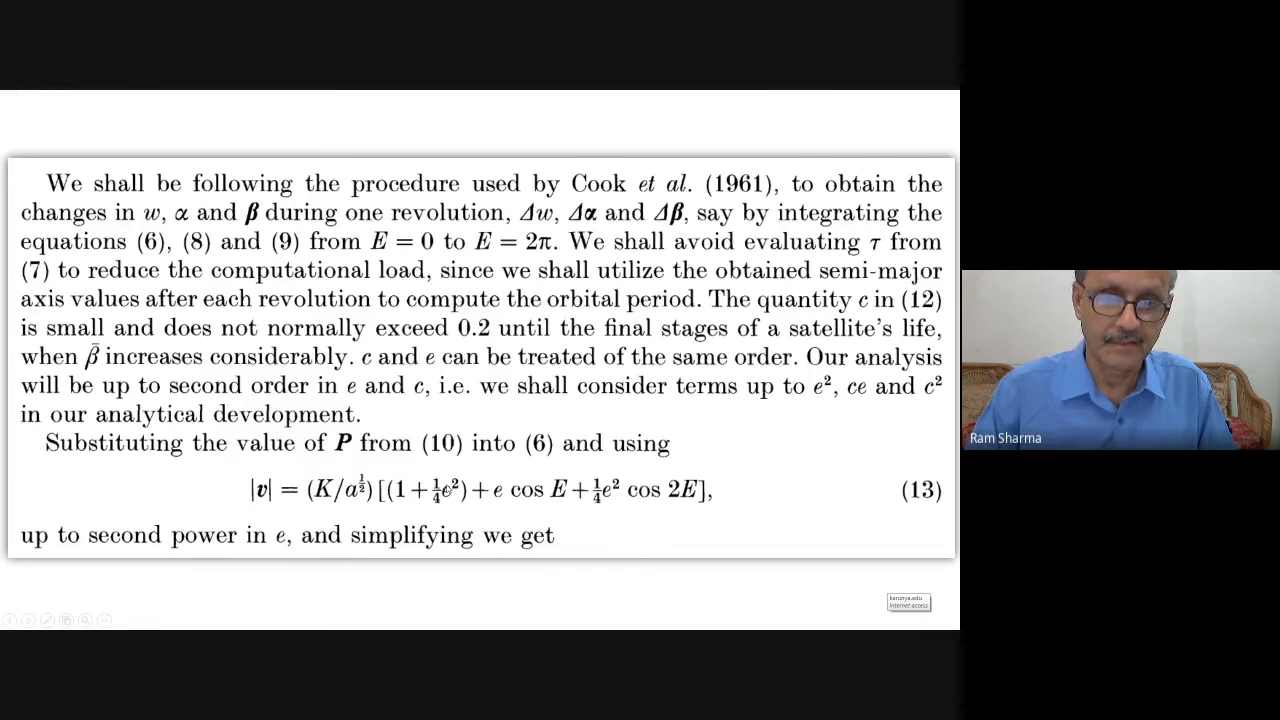 We shall be following the procedure used by Cook et al. (1961), to obtain the
changes in w, α and β during one revolution, Δw, Δα and Δβ, say by integrating the
equations (6), (8) and (9) from E = 0 to E = 2π. We shall avoid evaluating τ from
(7) to reduce the computational load, since we shall utilize the obtained semi-major
axis values after each revolution to compute the orbital period. The quantity c in (12)
is small and does not normally exceed 0.2 until the final stages of a satellite's life,
when β̄ increases considerably. c and e can be treated of the same order. Our analysis
will be up to second order in e and c, i.e. we shall consider terms up to e², ce and c²
in our analytical development.
Substituting the value of P from (10) into (6) and using
|v| = (K/a^½) [(1+¼e²)+e cos E+¼e² cos 2E], (13)
up to second power in e, and simplifying we get
karunya.edu
Internet access
Ram Sharma